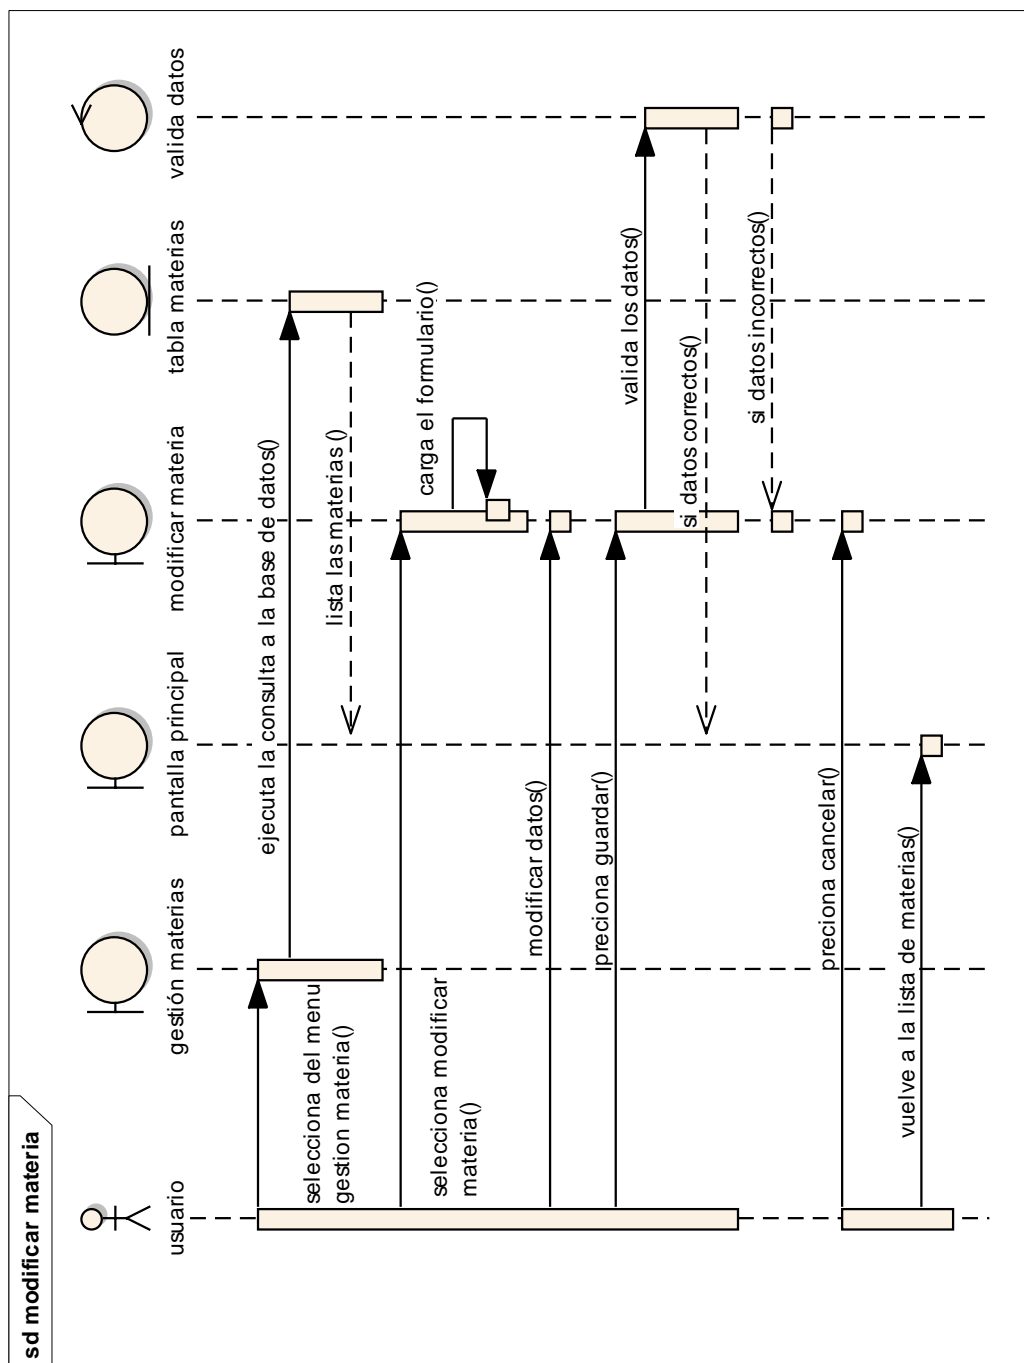 sd modificar materia
usuario
gestión materias
pantalla principal
modificar materia
tabla materias
valida datos
selecciona del menu
gestion materia()
ejecuta la consulta a la base de datos()
lista las materias ()
selecciona modificar
materia()
carga el formulario()
modificar datos()
preciona guardar()
valida los datos()
si datos correctos()
si datos incorrectos()
preciona cancelar()
vuelve a la lista de materias()